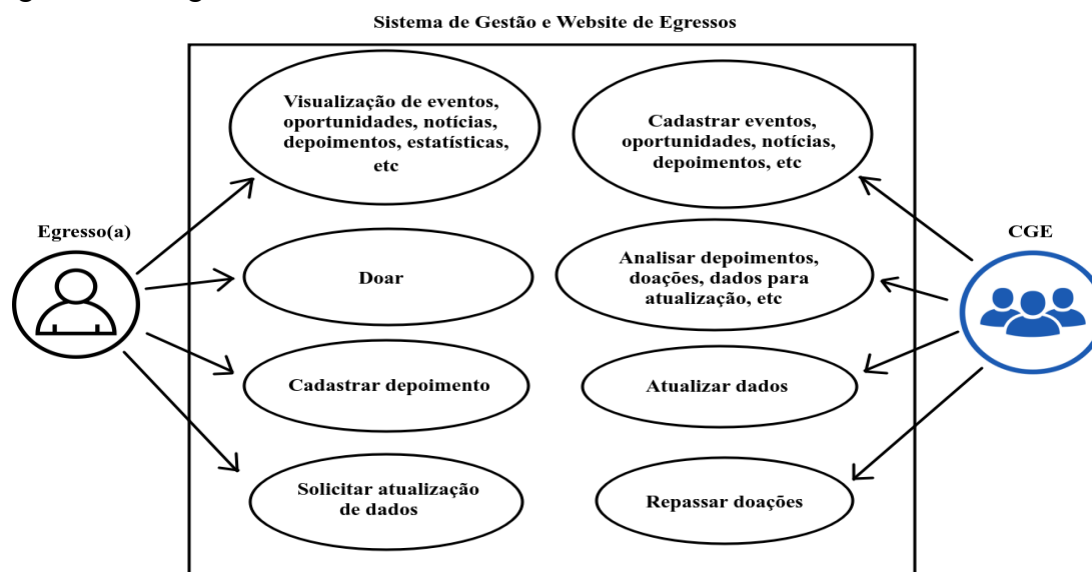 Sistema de Gestão e Website de Egressos
Visualização de eventos,
oportunidades, notícias,
depoimentos, estatísticas,
etc
Cadastrar eventos,
oportunidades, notícias,
depoimentos, etc
Egresso(a)
CGE
Doar
Analisar depoimentos,
doações, dados para
atualização, etc
Cadastrar depoimento
Atualizar dados
Solicitar atualização
de dados
Repassar doações